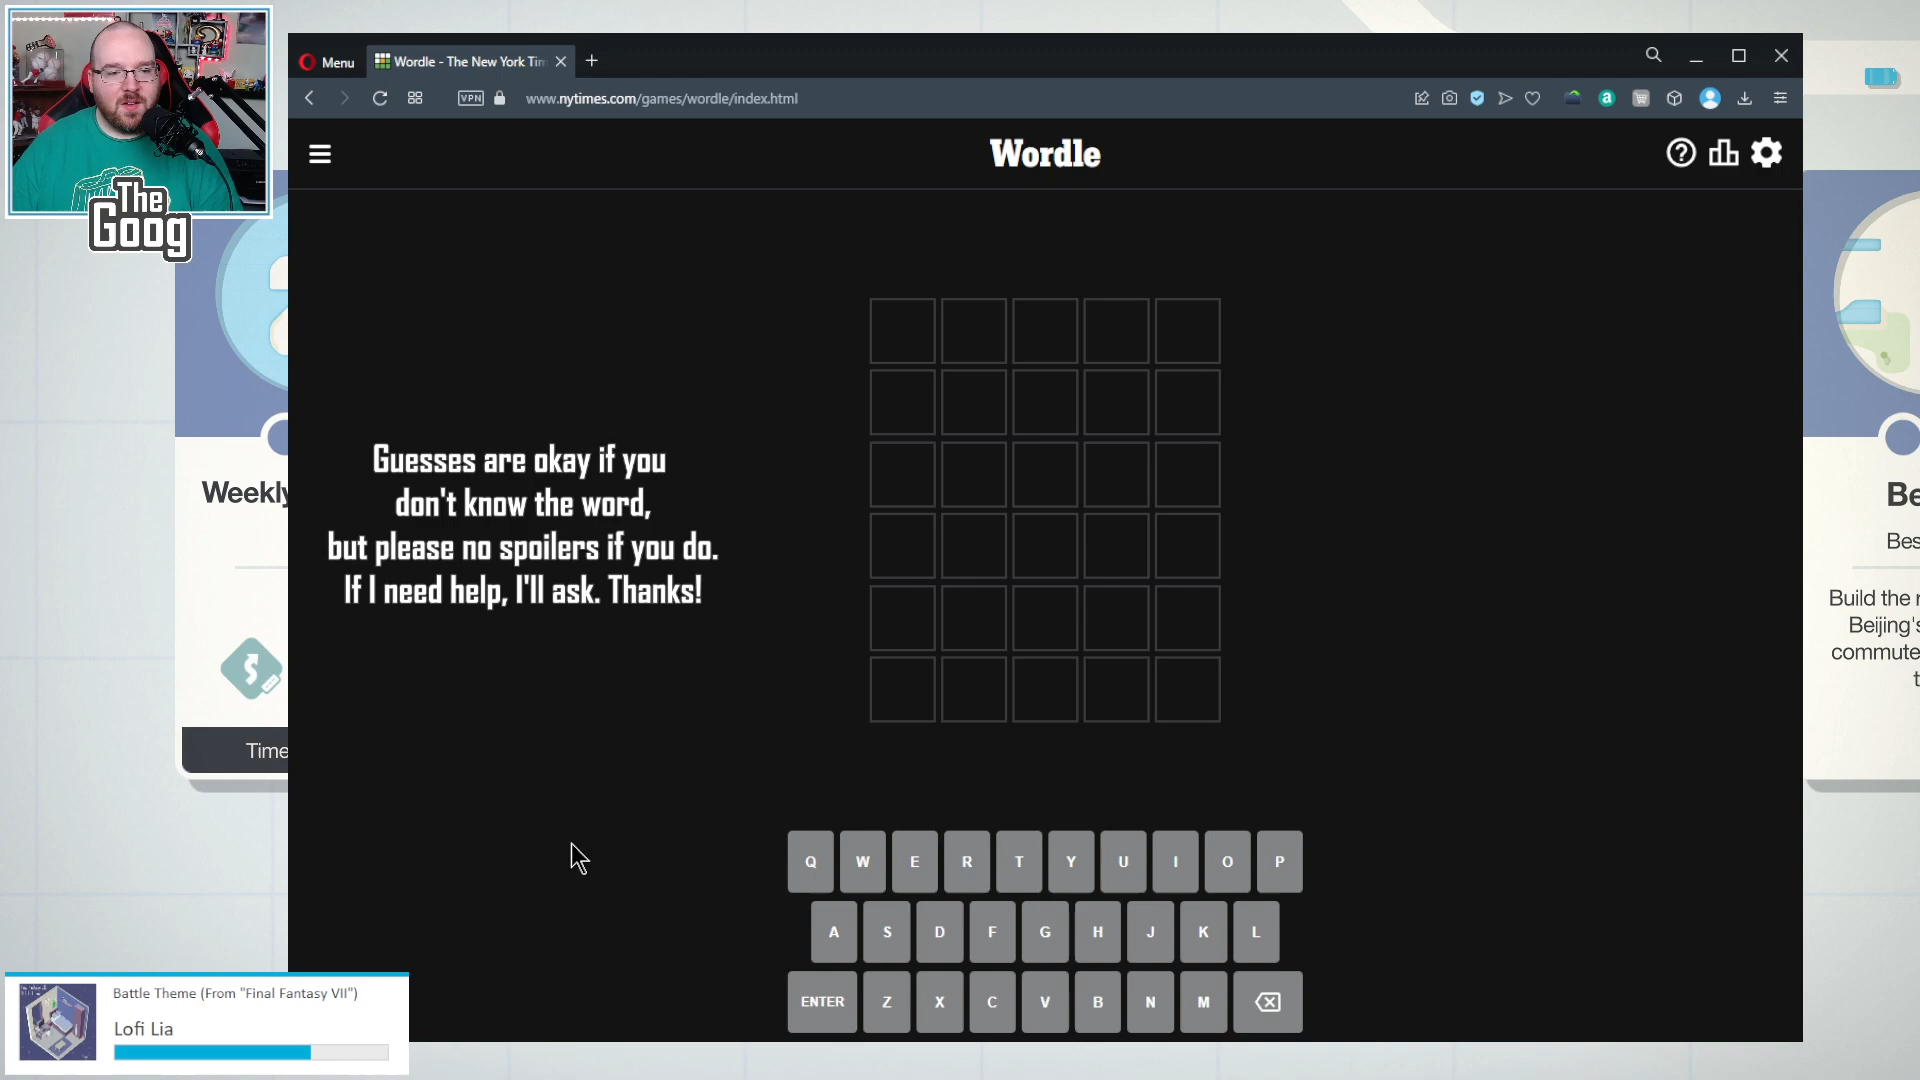 The
Goog
Menu
Wordle - The New York Tim
VPN
www.nytimes.com/games/wordle/index.html
Wordle
Guesses are okay if you
don't know the word,
but please no spoilers if you do.
If I need help, I'll ask. Thanks!
Q W E R T Y U I O P
A S D F G H J K L
ENTER Z X C V B N M
Weekly
Time
Be
Bes
Build the r
Beijing's
commute
t
Battle Theme (From "Final Fantasy VII")
Lofi Lia